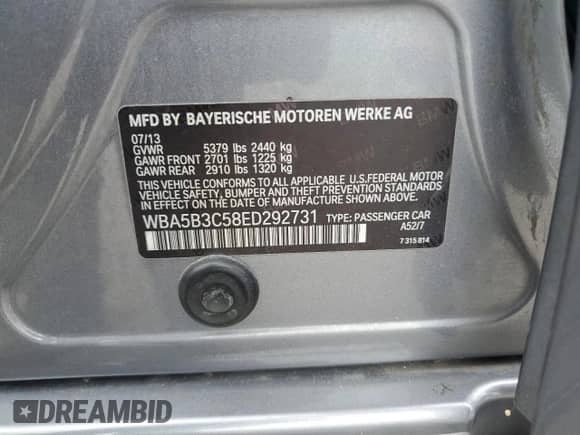 MFD BY BAYERISCHE MOTOREN WERKE AG
07/13
GVWR 5379 lbs 2440 kg
GAWR FRONT 2701 lbs 1225 kg
GAWR REAR 2910 lbs 1320 kg
THIS VEHICLE CONFORMS TO ALL APPLICABLE U.S.FEDERAL MOTOR
VEHICLE SAFETY, BUMPER AND THEFT PREVENTION STANDARDS
IN EFFECT ON THE DATE OF MANUFACTURE SHOWN ABOVE.
WBA5B3C58ED292731 TYPE: PASSENGER CAR
A52/7
7 315 814
DREAMBID